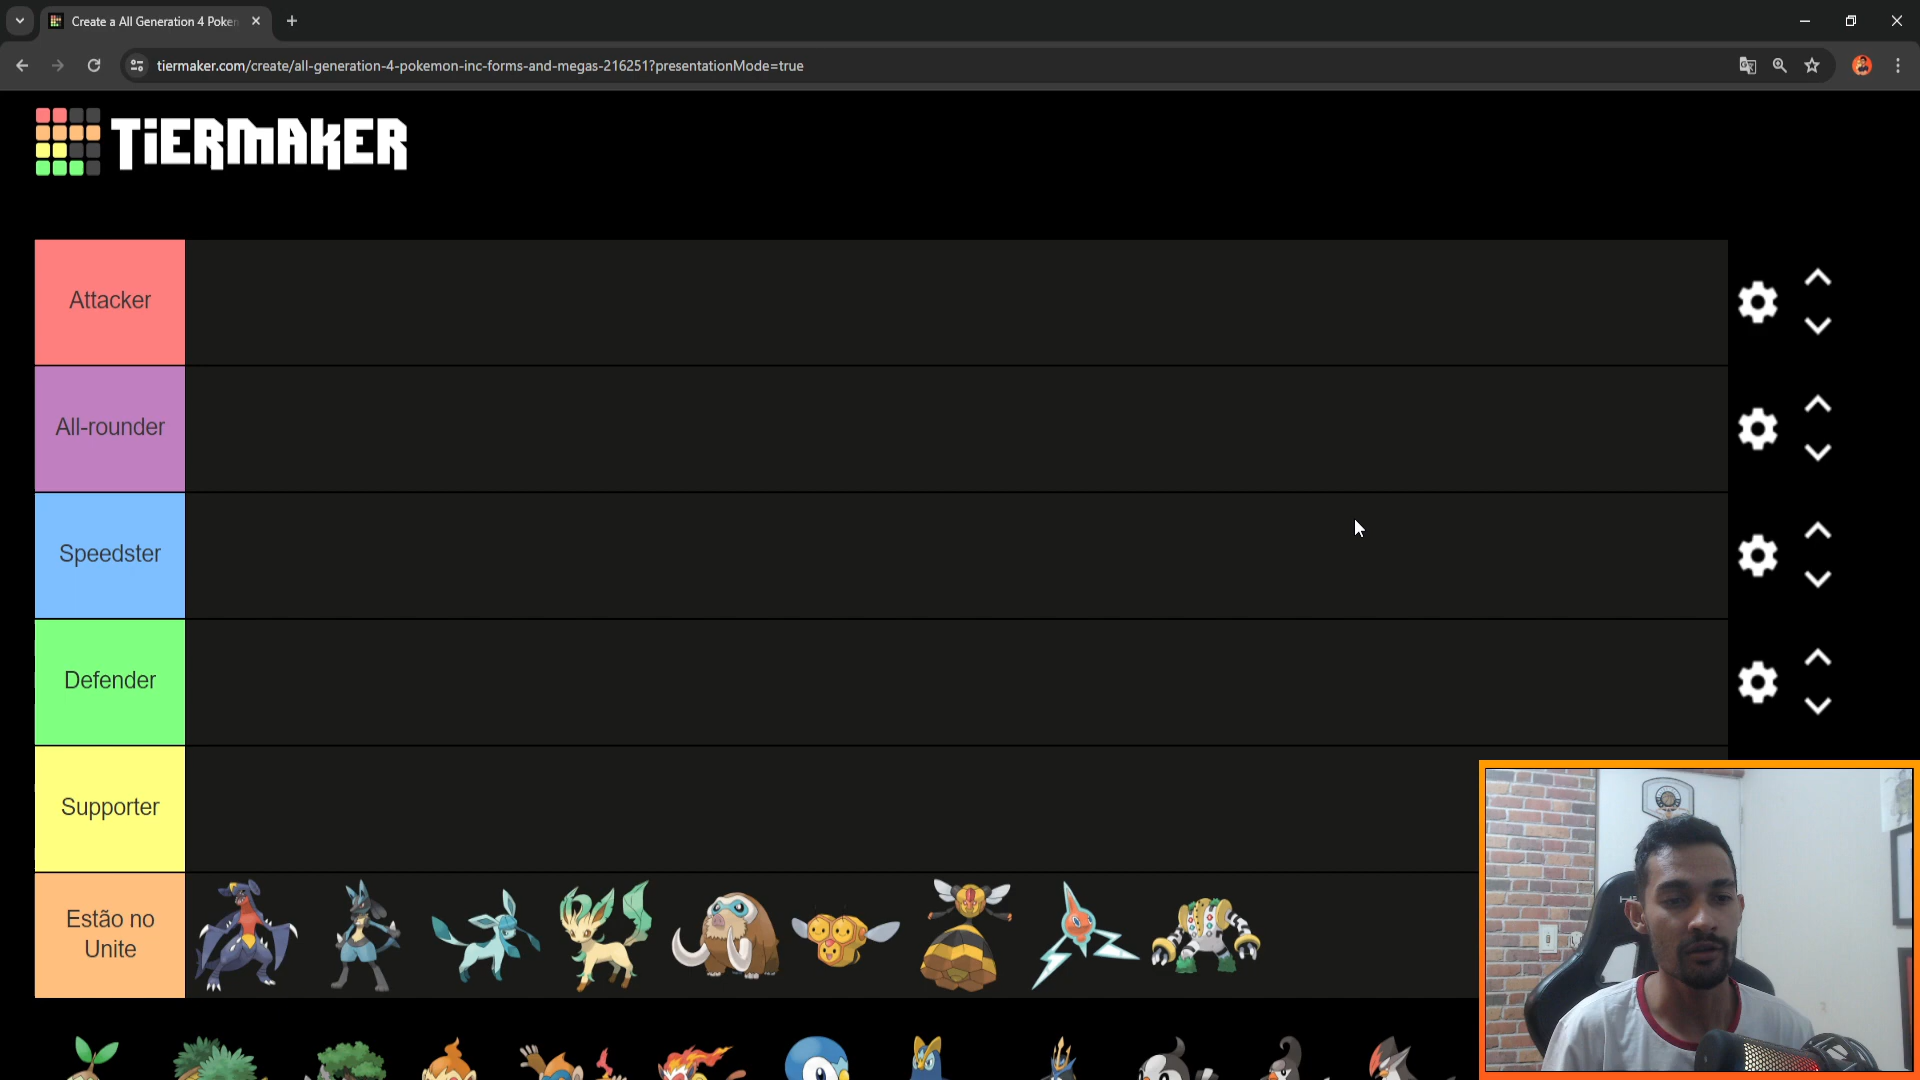 Create a All Generation 4 Poken
tiermaker.com/create/all-generation-4-pokemon-inc-forms-and-megas-216251?presentationMode=true
TiERMAKER
Attacker
All-rounder
Speedster
Defender
Supporter
Estão no
Unite